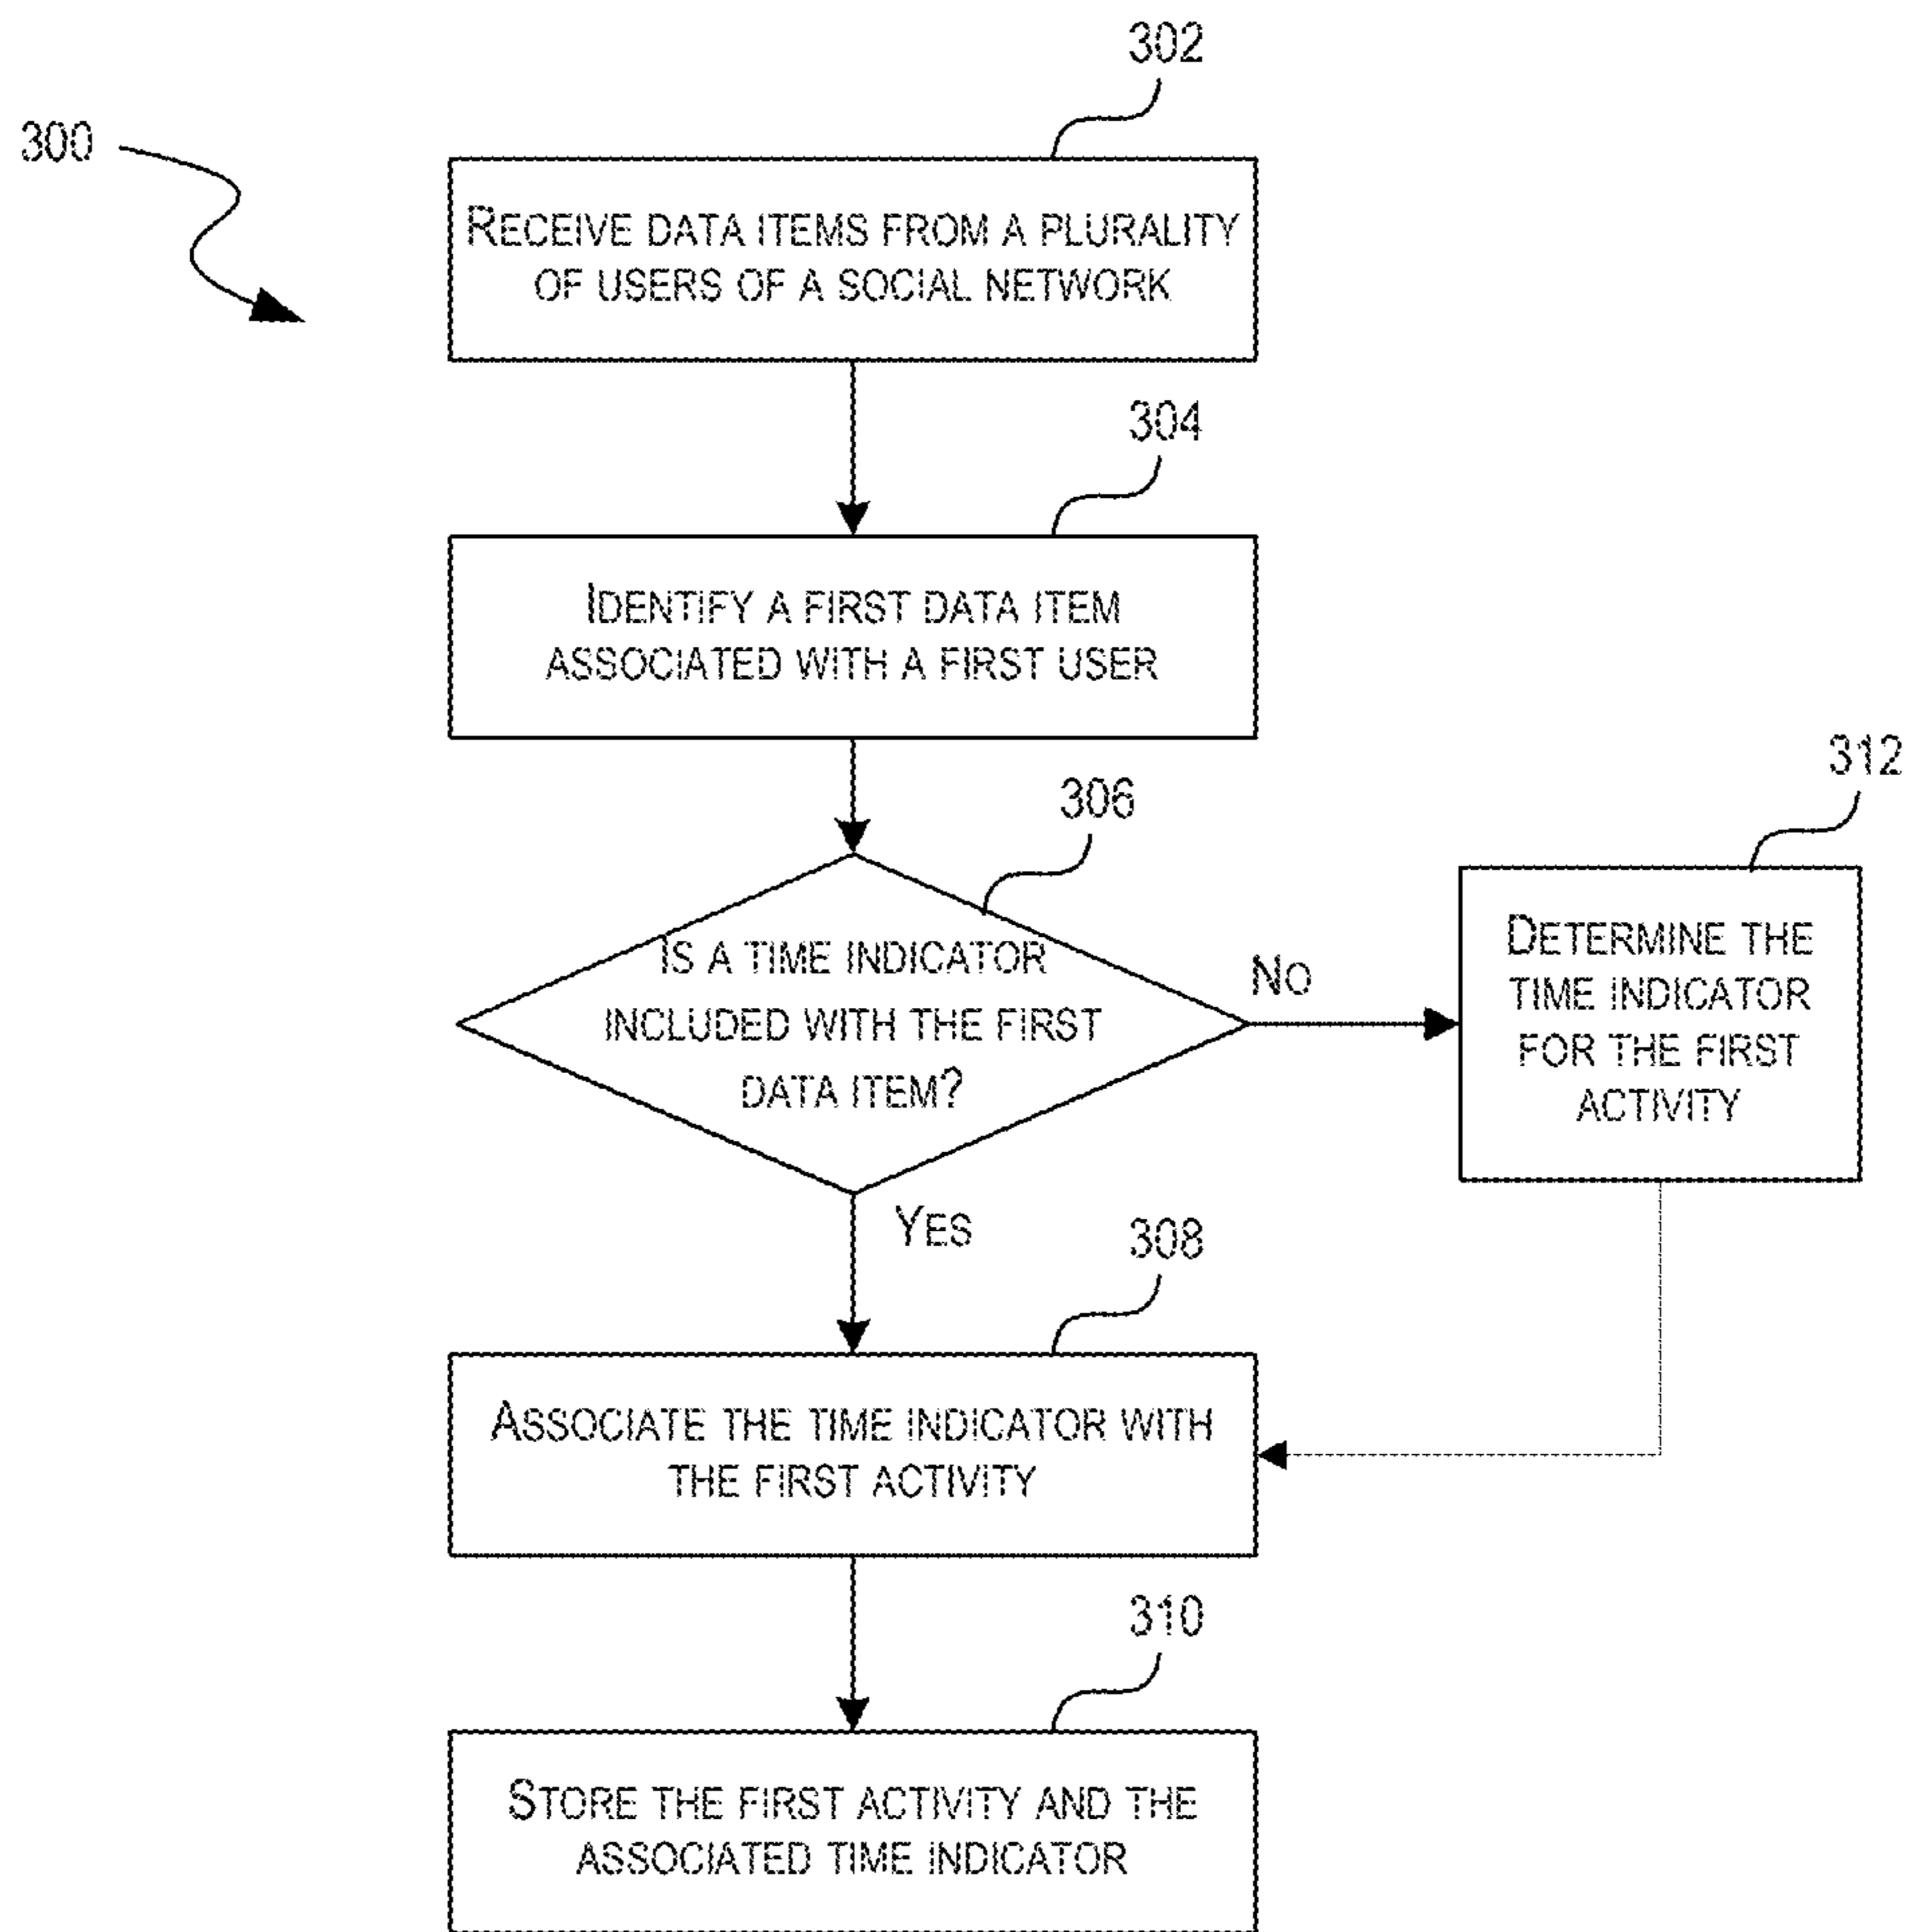 302
300
RECEIVE DATA ITEMS FROM A PLURALITY
OF USERS OF A SOCIAL NETWORK
304
IDENTIFY A FIRST DATA ITEM
ASSOCIATED WITH A FIRST USER
306
312
IS A TIME INDICATOR
INCLUDED WITH THE FIRST
DATA ITEM?
NO
DETERMINE THE
TIME INDICATOR
FOR THE FIRST
ACTIVITY
YES
308
ASSOCIATE THE TIME INDICATOR WITH
THE FIRST ACTIVITY
310
STORE THE FIRST ACTIVITY AND THE
ASSOCIATED TIME INDICATOR